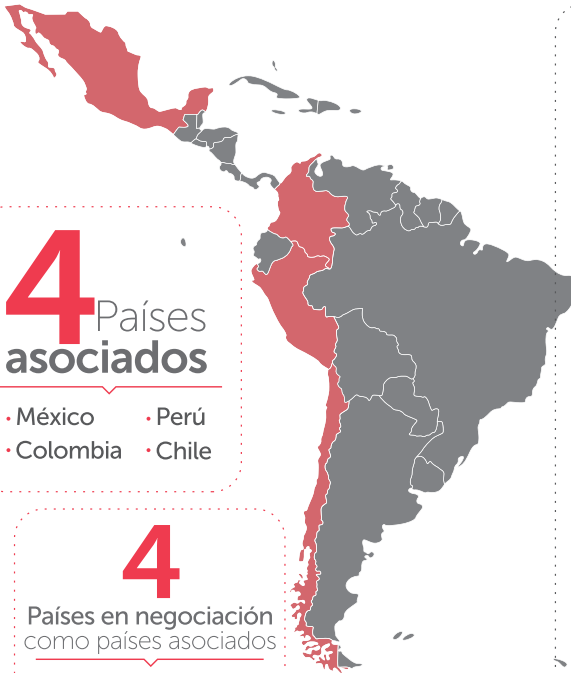 4 Países
asociados
· México
· Perú
· Colombia
· Chile
4
Países en negociación
como países asociados